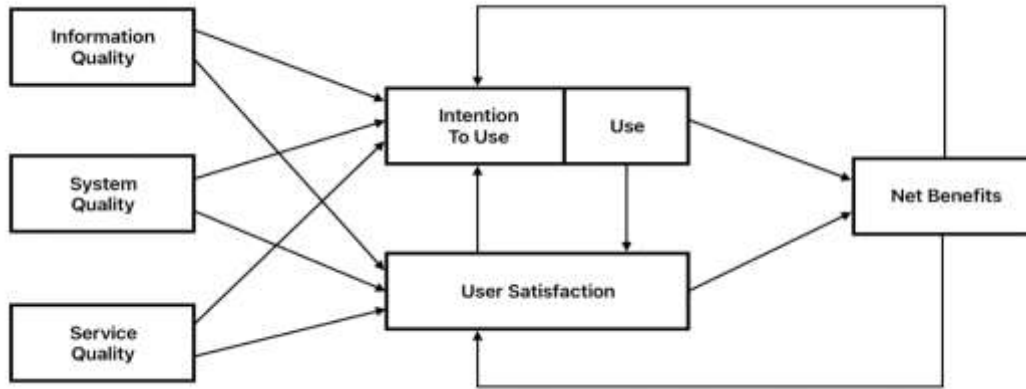 Information
Quality
Intention
To Use
Use
System
Quality
Net Benefits
User Satisfaction
Service
Quality